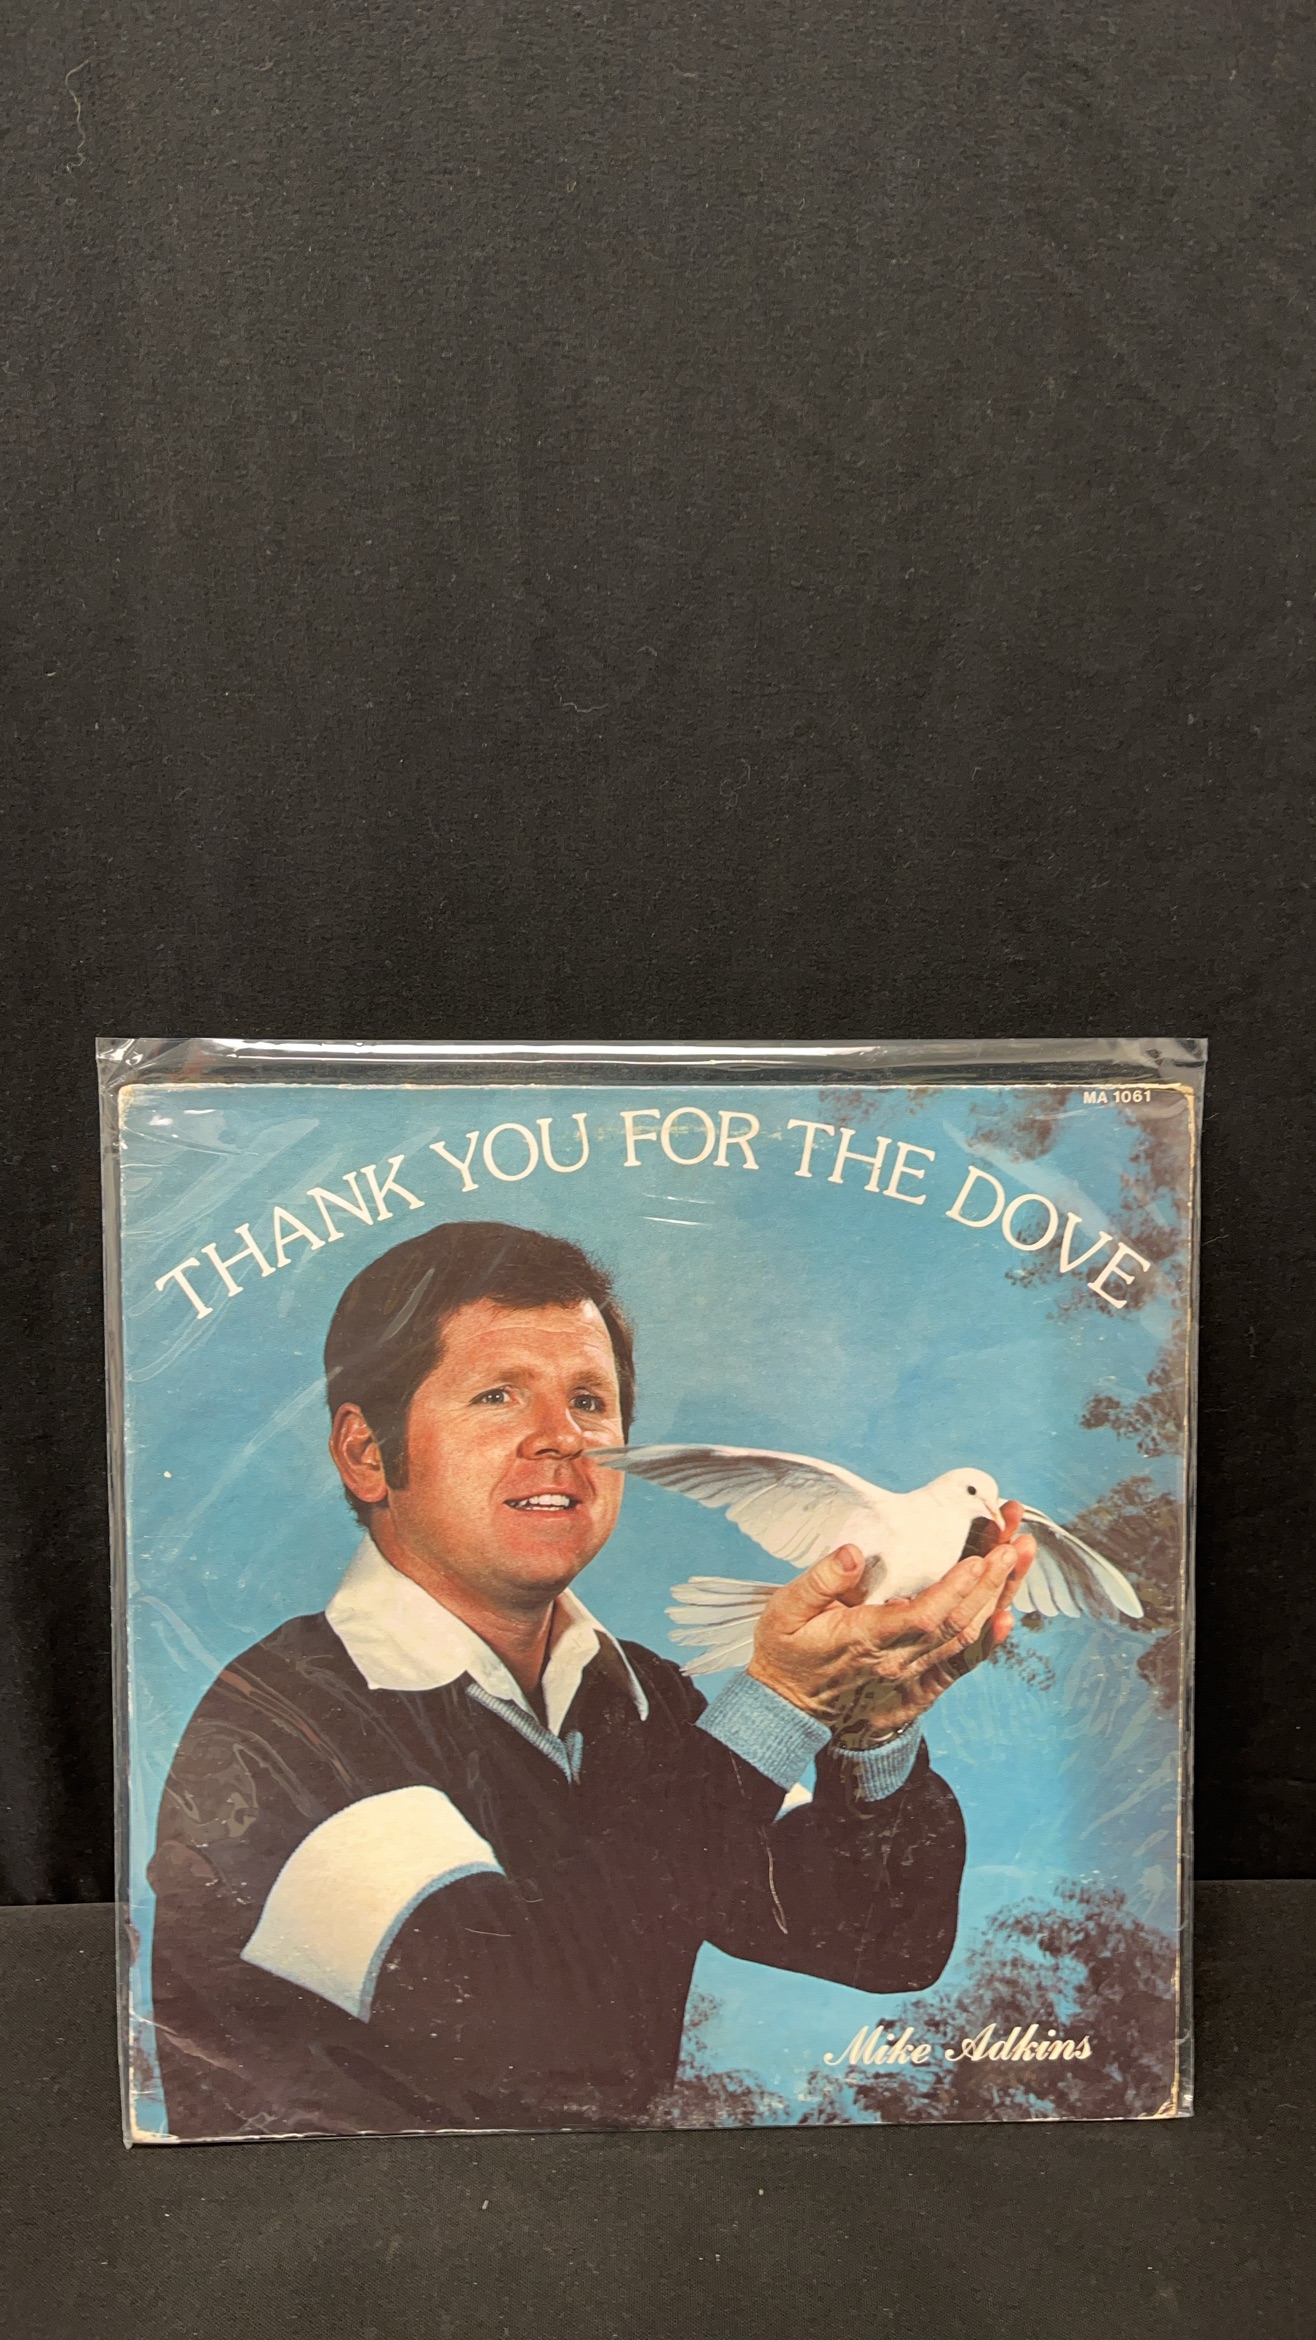 MA 1061
THANK YOU FOR THE DOVE
Mike Adkins